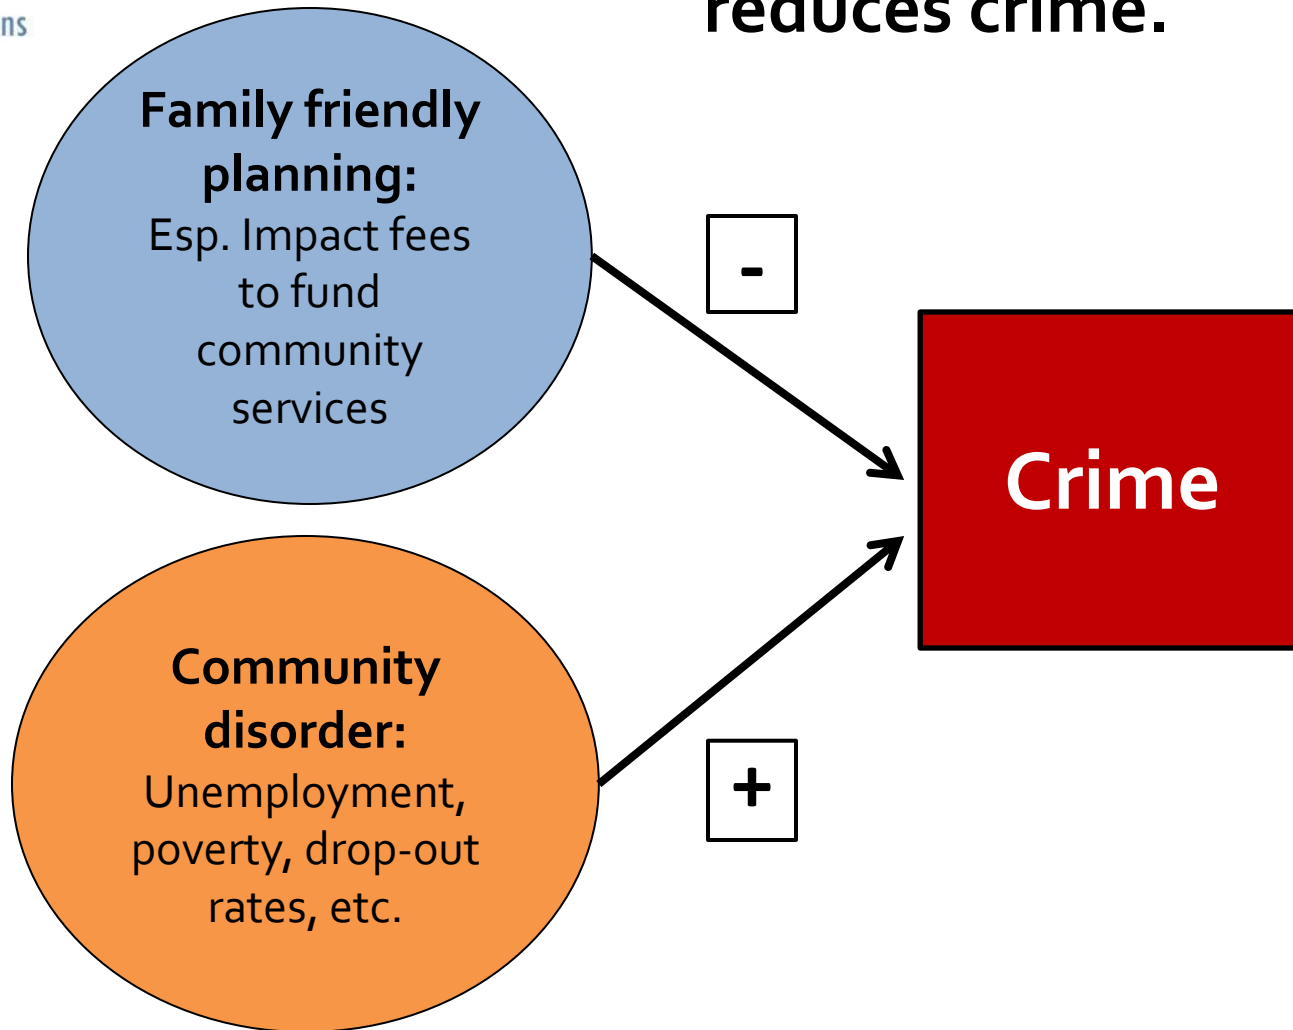 ns
reduces crime.
Family friendly
planning:
Esp. Impact fees
to fund
community
services
-
Crime
Community
disorder:
Unemployment,
poverty, drop-out
rates, etc.
+